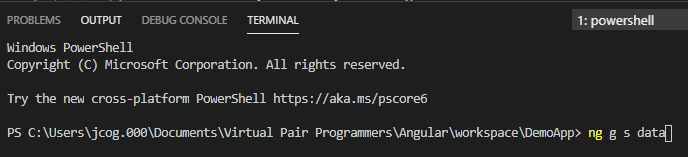 PROBLEMS OUTPUT DEBUG CONSOLE TERMINAL 1: powershell
Windows PowerShell
Copyright (C) Microsoft Corporation. All rights reserved.
Try the new cross-platform PowerShell https://aka.ms/pscore6
PS C:\Users\jcog.000\Documents\Virtual Pair Programmers\Angular\workspace\DemoApp> ng g s data